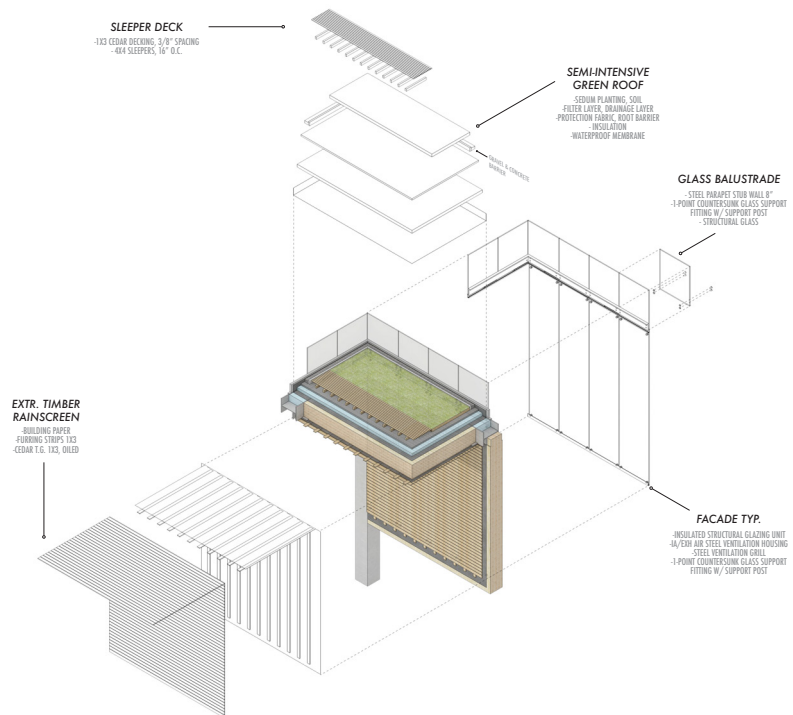 SLEEPER DECK
-1X3 CEDAR DECKING, 3/8" SPACING
- 4X4 SLEEPERS, 16" O.C.
SEMI-INTENSIVE
GREEN ROOF
-SEDUM PLANTING, SOIL
-FILTER LAYER, DRAINAGE LAYER
-PROTECTION FABRIC, ROOT BARRIER
- INSULATION
-WATERPROOF MEMBRANE
GRAVEL & CONCRETE
BARRIER
GLASS BALUSTRADE
- STEEL PARAPET STUB WALL 8"
-1-POINT COUNTERSUNK GLASS SUPPORT
FITTING W/ SUPPORT POST
- STRUCTURAL GLASS
EXTR. TIMBER
RAINSCREEN
-BUILDING PAPER
-FURRING STRIPS 1X3
-CEDAR T.G. 1X3, OILED
FACADE TYP.
-INSULATED STRUCTURAL GLAZING UNIT
-IA/EXH AIR STEEL VENTILATION HOUSING
-STEEL VENTILATION GRILL
-1-POINT COUNTERSUNK GLASS SUPPORT
FITTING W/ SUPPORT POST